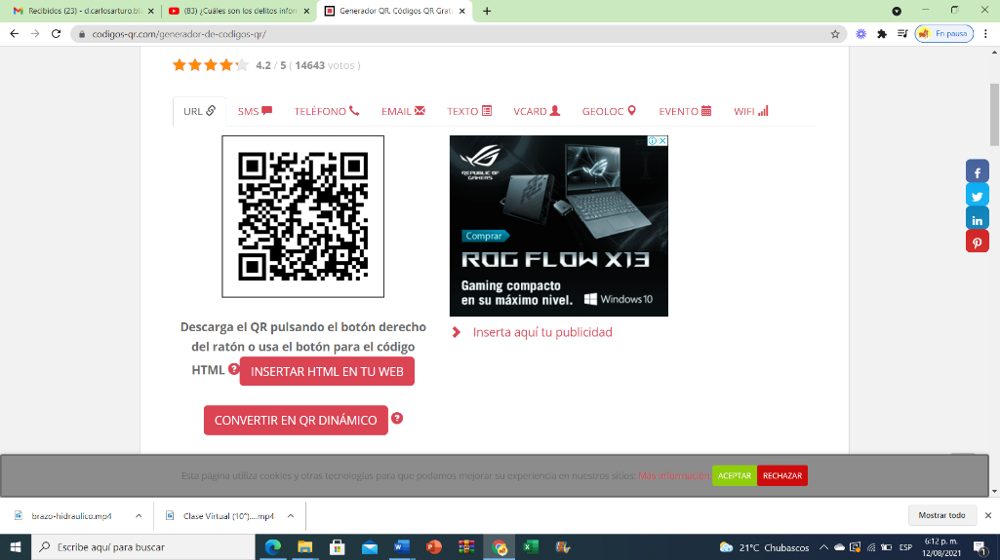 Recibidos (23) - d.carlosarturo.bl
(83) ¿Cuáles son los delitos infor
Generador QR. Códigos QR Grat
codigos-qr.com/generador-de-codigos-qr/
En pausa
4.2 / 5 ( 14643 votos )
URL SMS TELÉFONO EMAIL TEXTO VCARD GEOLOC EVENTO WIFI
REPUBLIC OF
GAMERS
Comprar
ROG FLOW X13
Gaming compacto
en su máximo nivel.
Windows 10
Descarga el QR pulsando el botón derecho
del ratón o usa el botón para el código
HTML ? INSERTAR HTML EN TU WEB
Inserta aquí tu publicidad
CONVERTIR EN QR DINÁMICO ?
Esta página utiliza cookies y otras tecnologías para que podamos mejorar su experiencia en nuestros sitios: Más información
ACEPTAR RECHAZAR
brazo-hidraulico.mp4
Clase Virtual (10°)....mp4
Mostrar todo
Escribe aquí para buscar
21°C Chubascos
ESP
6:12 p. m.
12/08/2021
1